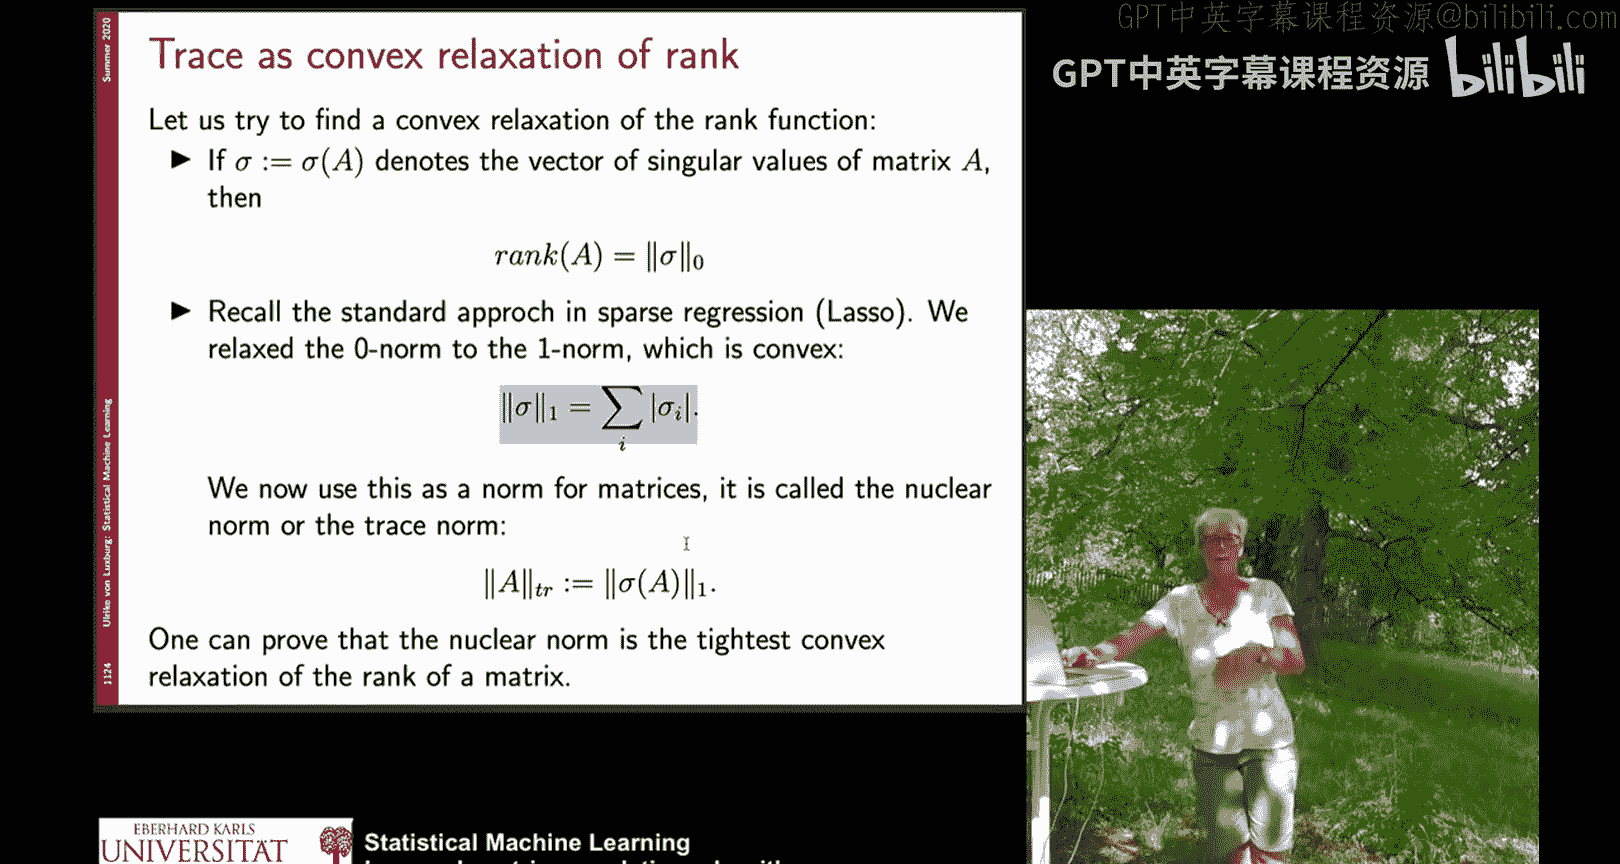 GPT中英字幕课程资源@bilibili.com
GPT中英字幕课程资源 bilibili
Summer 2020
Trace as convex relaxation of rank
Let us try to find a convex relaxation of the rank function:
▶ If σ := σ(A) denotes the vector of singular values of matrix A,
then
rank(A) = ‖σ‖₀
▶ Recall the standard approch in sparse regression (Lasso). We
relaxed the 0-norm to the 1-norm, which is convex:
‖σ‖₁ = ∑ᵢ |σᵢ|.
We now use this as a norm for matrices, it is called the nuclear
norm or the trace norm:
‖A‖ₜᵣ := ‖σ(A)‖₁.
One can prove that the nuclear norm is the tightest convex
relaxation of the rank of a matrix.
Ulrike von Luxburg: Statistical Machine Learning
1124
EBERHARD KARLS
UNIVERSITÄT
Statistical Machine Learning